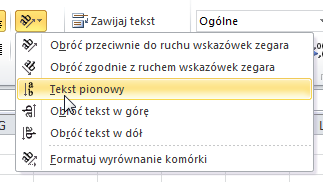 Zawijaj tekst
Ogólne
Obróć przeciwnie do ruchu wskazówek zegara
Obróć zgodnie z ruchem wskazówek zegara
Tekst pionowy
Obróć tekst w górę
Obróć tekst w dół
Formatuj wyrównanie komórki